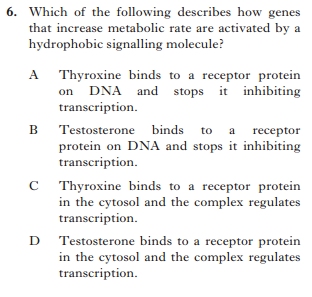 6. Which of the following describes how genes
that increase metabolic rate are activated by a
hydrophobic signalling molecule?
A Thyroxine binds to a receptor protein
on DNA and stops it inhibiting
transcription.
B Testosterone binds to a receptor
protein on DNA and stops it inhibiting
transcription.
C Thyroxine binds to a receptor protein
in the cytosol and the complex regulates
transcription.
D Testosterone binds to a receptor protein
in the cytosol and the complex regulates
transcription.